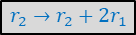 r₂ → r₂ + 2r₁